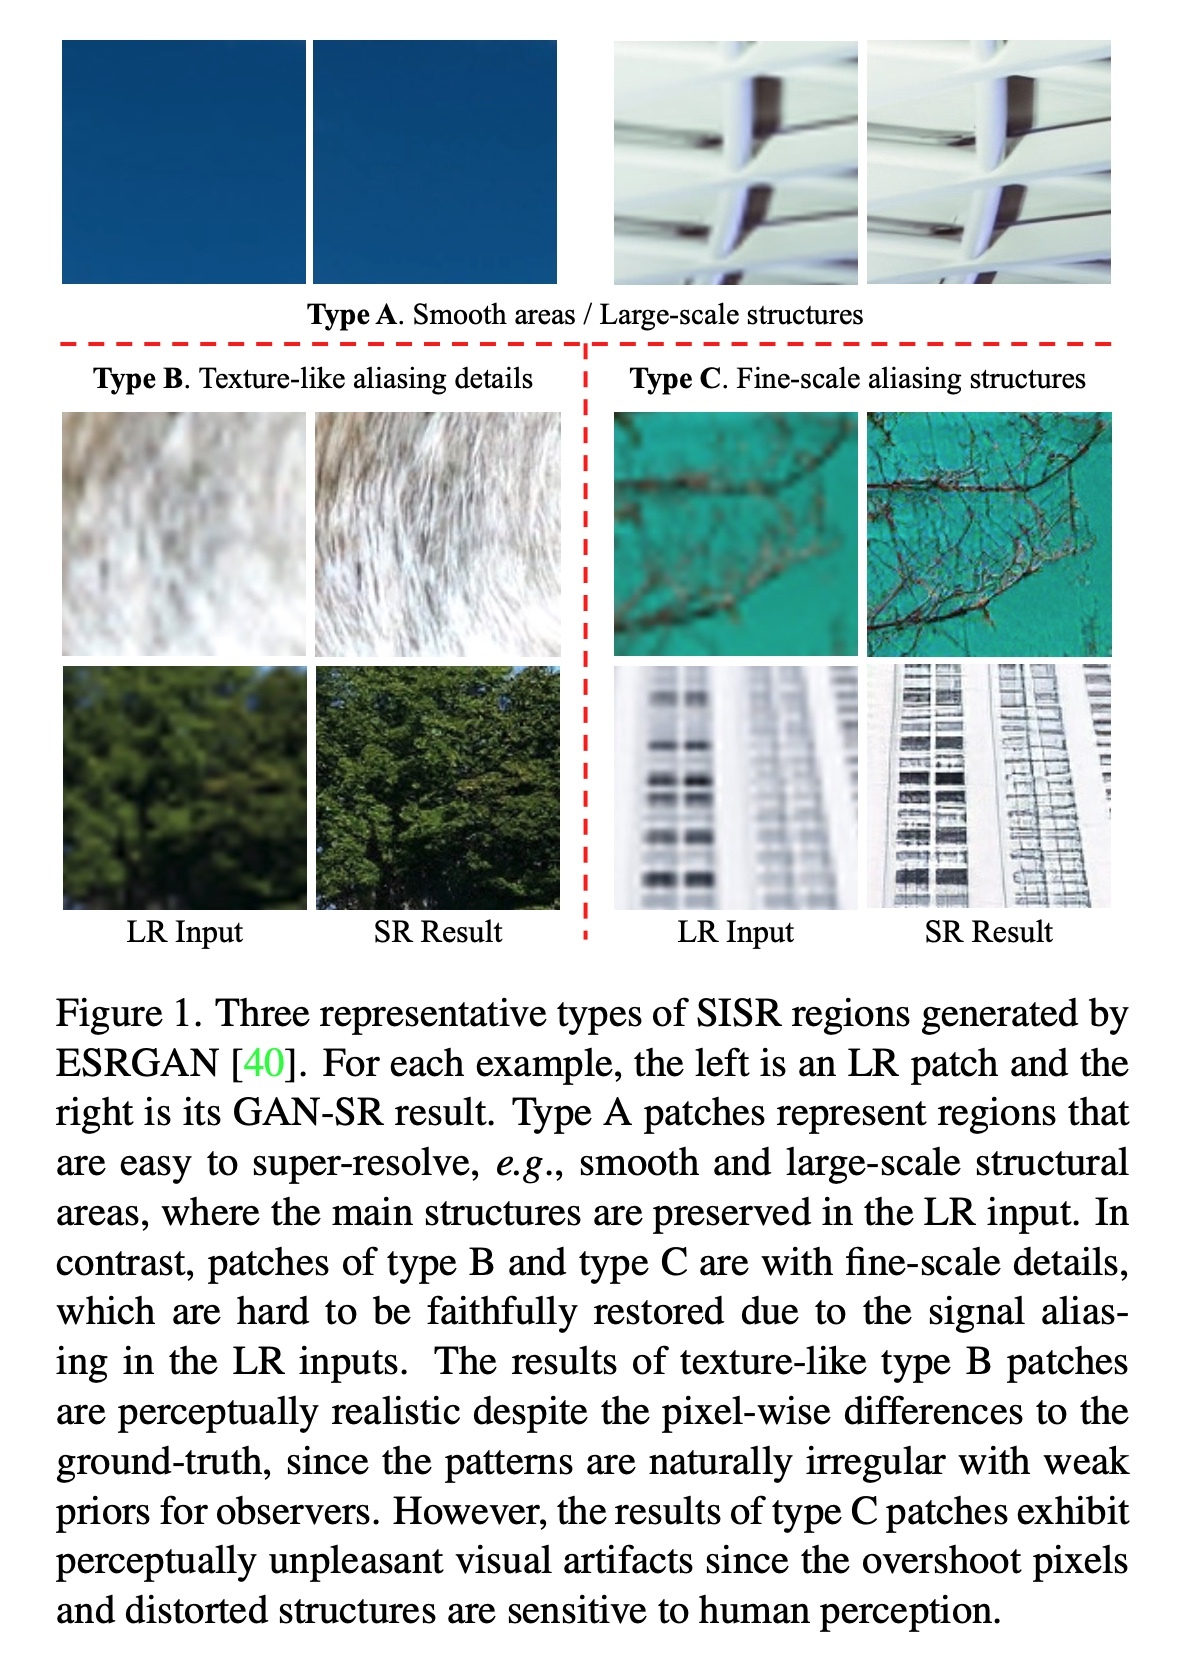 Type A. Smooth areas / Large-scale structures
Type B. Texture-like aliasing details
Type C. Fine-scale aliasing structures
LR Input
SR Result
LR Input
SR Result
Figure 1. Three representative types of SISR regions generated by
ESRGAN [40]. For each example, the left is an LR patch and the
right is its GAN-SR result. Type A patches represent regions that
are easy to super-resolve, e.g., smooth and large-scale structural
areas, where the main structures are preserved in the LR input. In
contrast, patches of type B and type C are with fine-scale details,
which are hard to be faithfully restored due to the signal alias-
ing in the LR inputs. The results of texture-like type B patches
are perceptually realistic despite the pixel-wise differences to the
ground-truth, since the patterns are naturally irregular with weak
priors for observers. However, the results of type C patches exhibit
perceptually unpleasant visual artifacts since the overshoot pixels
and distorted structures are sensitive to human perception.